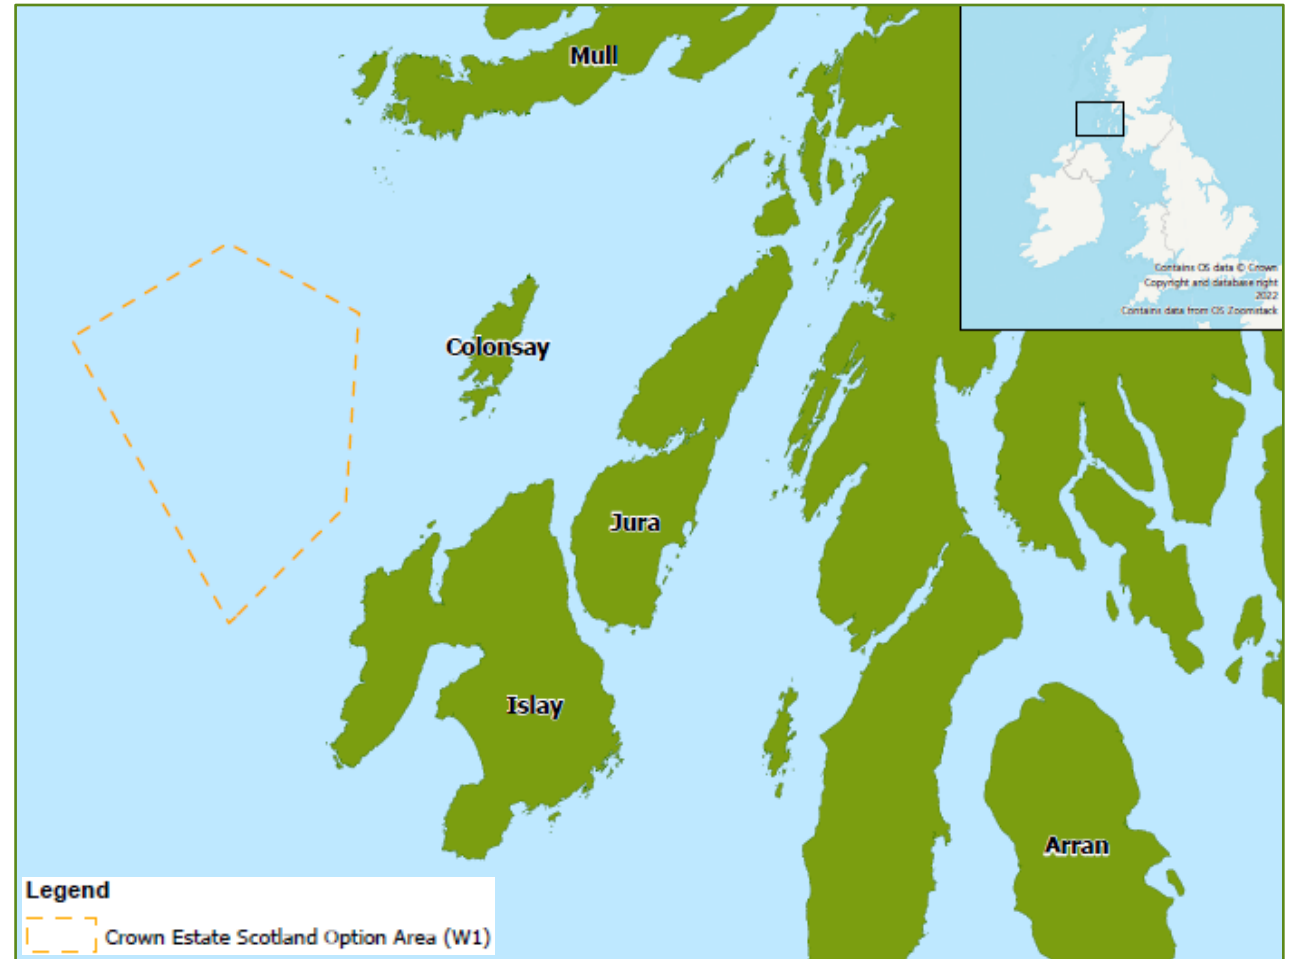 Mull
Contains OS data © Crown
Copyright and database right
2022
Contains data from OS Zoomstack
Colonsay
Jura
Islay
Arran
Legend
Crown Estate Scotland Option Area (W1)